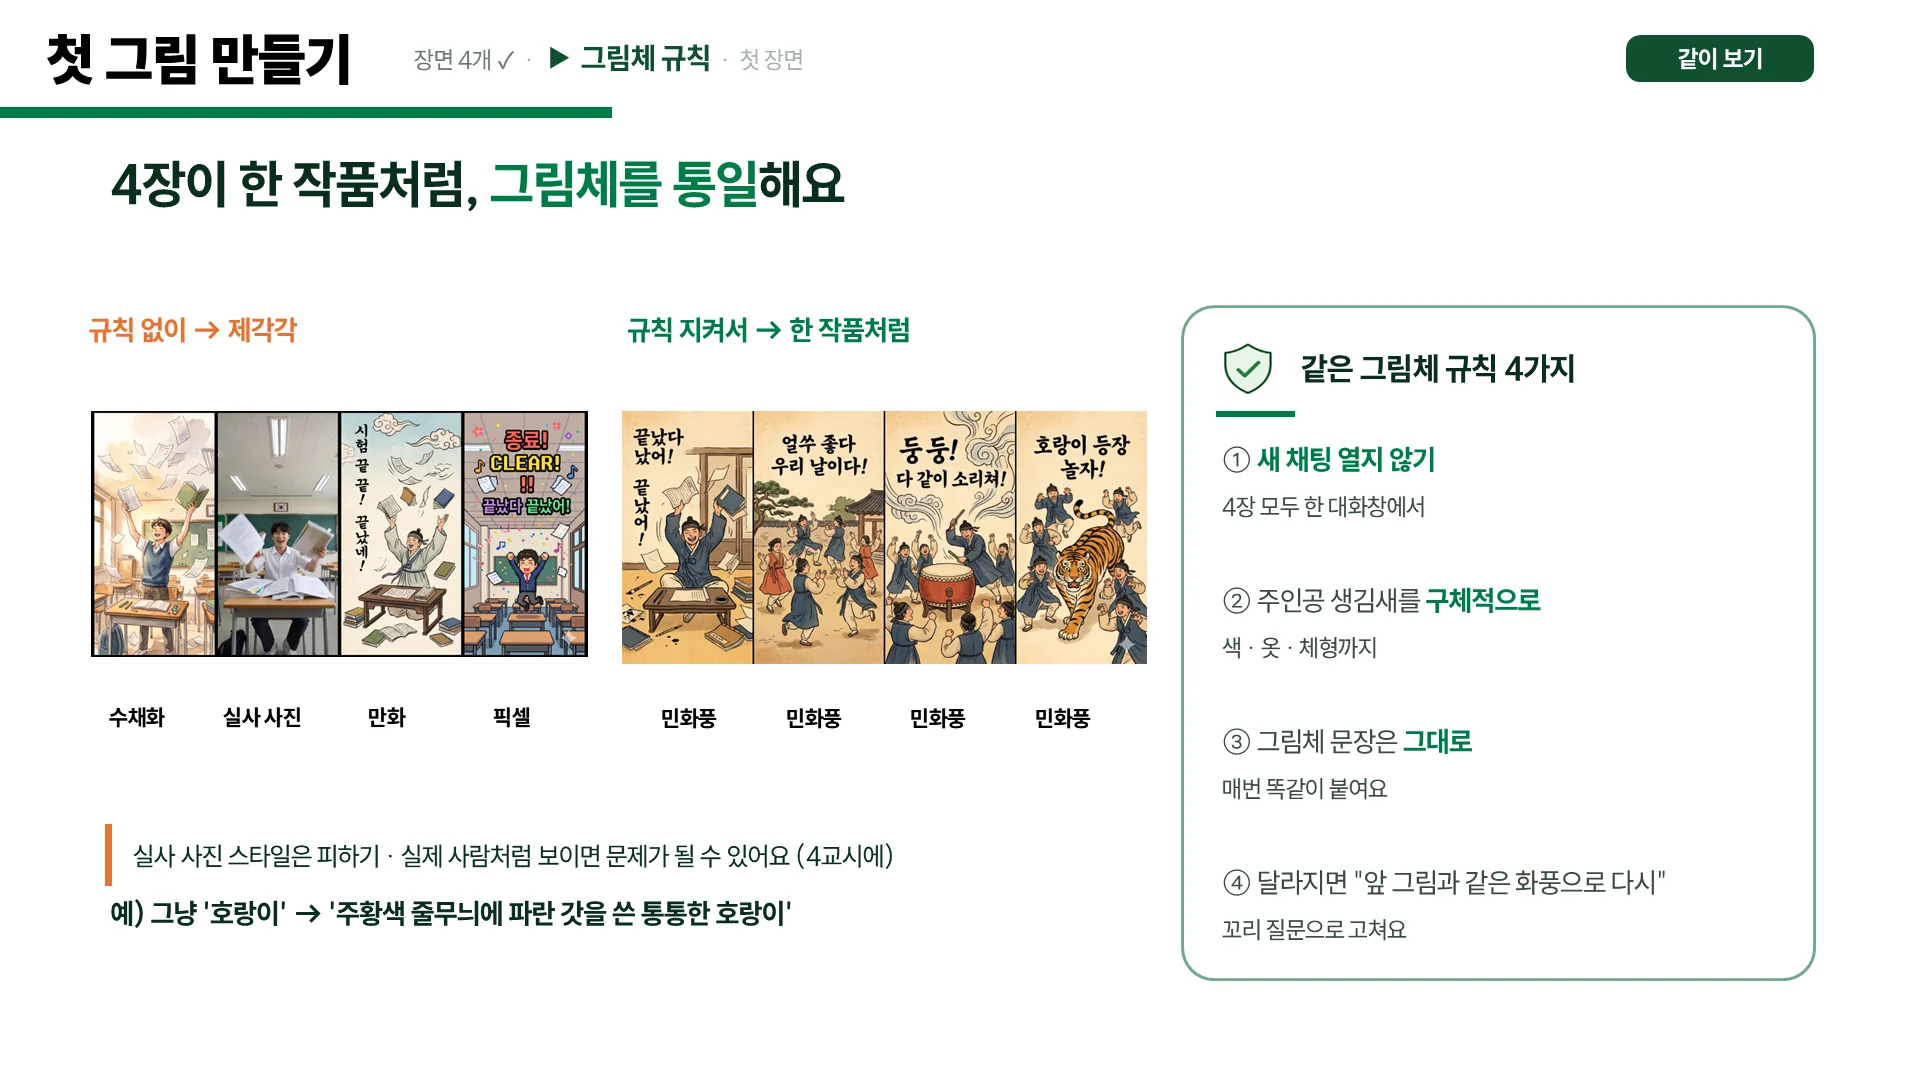 첫 그림 만들기
장면 4개 ✓ · ▶ 그림체 규칙 · 첫 장면
같이 보기
4장이 한 작품처럼, 그림체를 통일해요
규칙 없이 → 제각각
시험 끝 끝! 끝났네!
종료!
CLEAR!
!!
끝났다 끝났어!
수채화
실사 사진
만화
픽셀
규칙 지켜서 → 한 작품처럼
끝났다
났어!
끝났어!
얼쑤 좋다
우리 날이다!
둥둥!
다 같이 소리쳐!
호랑이 등장
놀자!
민화풍
민화풍
민화풍
민화풍
실사 사진 스타일은 피하기 · 실제 사람처럼 보이면 문제가 될 수 있어요 (4교시에)
예) 그냥 '호랑이' → '주황색 줄무늬에 파란 갓을 쓴 통통한 호랑이'
같은 그림체 규칙 4가지
① 새 채팅 열지 않기
4장 모두 한 대화창에서
② 주인공 생김새를 구체적으로
색 · 옷 · 체형까지
③ 그림체 문장은 그대로
매번 똑같이 붙여요
④ 달라지면 "앞 그림과 같은 화풍으로 다시"
꼬리 질문으로 고쳐요